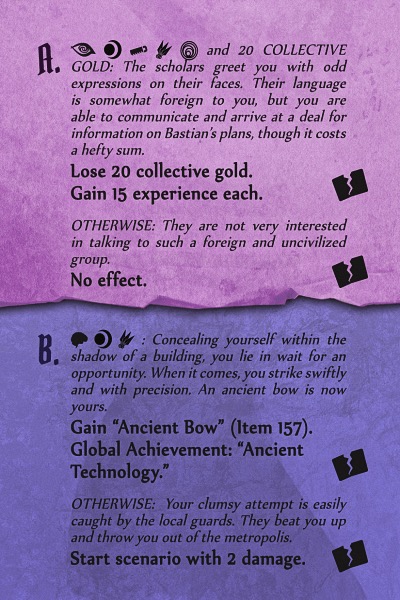 A. and 20 COLLECTIVE
GOLD: The scholars greet you with odd
expressions on their faces. Their language
is somewhat foreign to you, but you are
able to communicate and arrive at a deal for
information on Bastian's plans, though it costs
a hefty sum.
Lose 20 collective gold.
Gain 15 experience each.
OTHERWISE: They are not very interested
in talking to such a foreign and uncivilized
group.
No effect.
B. : Concealing yourself within the
shadow of a building, you lie in wait for an
opportunity. When it comes, you strike swiftly
and with precision. An ancient bow is now
yours.
Gain “Ancient Bow” (Item 157).
Global Achievement: “Ancient
Technology.”
OTHERWISE: Your clumsy attempt is easily
caught by the local guards. They beat you up
and throw you out of the metropolis.
Start scenario with 2 damage.